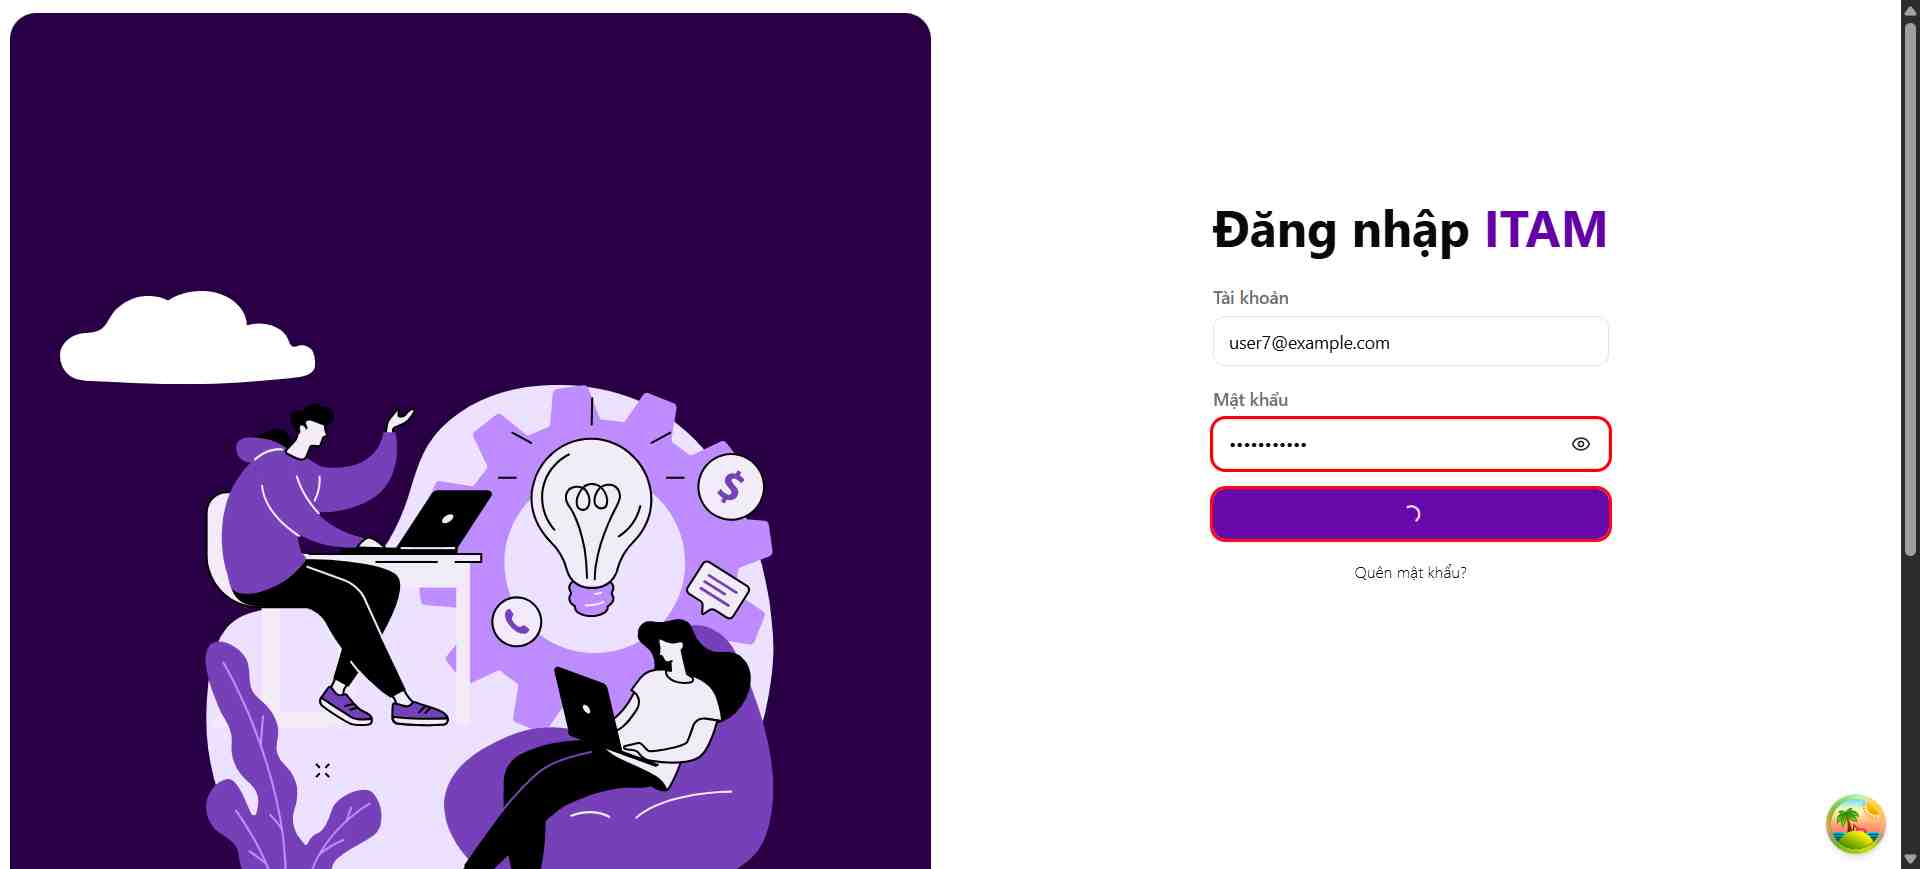 Đăng nhập ITAM
Tài khoản
user7@example.com
Mật khẩu
•••••••••••
Quên mật khẩu?
$